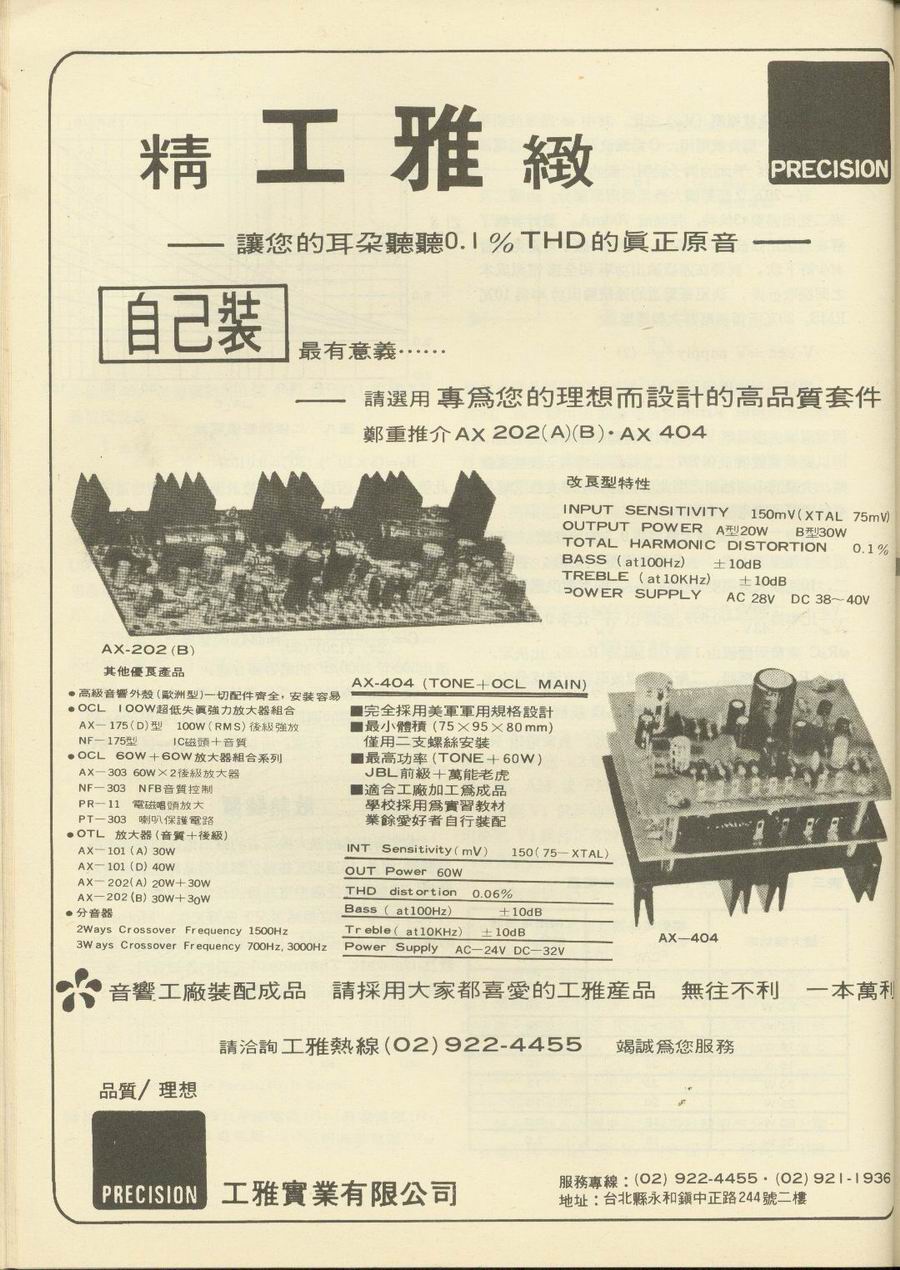 PRECISION
精工雅緻
讓您的耳朶聽聽0.1％THD的眞正原音
自己裝
最有意義……
請選用 專爲您的理想而設計的高品質套件
鄭重推介AX 202(A)(B)·AX 404
改良型特性
INPUT SENSITIVITY 150mV(XTAL 75mV)
OUTPUT POWER A型20W B型30W
TOTAL HARMONIC DISTORTION 0.1％
BASS (at100Hz) ±10dB
TREBLE (at10KHz) ±10dB
POWER SUPPLY AC 28V DC 38～40V
AX-202(B)
其他優良產品
●高級音響外殼(歐洲型)一切配件齊全，安裝容易
●OCL 100W超低失眞強力放大器組合
AX－175(D)型 100W(RMS)後級強放
NF－175型 IC磁頭＋音質
●OCL 60W＋60W放大器組合系列
AX－303 60W×2後級放大器
NF－303 NFB音質控制
PR－11 電磁唱頭放大
PT－303 喇叭保護電路
●OTL 放大器(音質＋後級)
AX－101(A) 30W
AX－101(D) 40W
AX－202(A) 20W＋30W
AX－202(B) 30W＋30W
●分音器
2Ways Crossover Frequency 1500Hz
3Ways Crossover Frequency 700Hz, 3000Hz
AX-404 (TONE＋OCL MAIN)
■完全採用美軍軍用規格設計
■最小體積(75×95×80mm)
僅用二支螺絲安裝
■最高功率(TONE＋60W)
JBL前級＋萬能老虎
■適合工廠加工爲成品
學校採用爲實習教材
業餘愛好者自行裝配
INT Sensitivity(mV) 150(75－XTAL)
OUT Power 60W
THD distortion 0.06％
Bass (at100Hz) ±10dB
Treble(at10KHz) ±10dB
Power Supply AC－24V DC－32V
AX－404
音響工廠裝配成品 請採用大家都喜愛的工雅產品 無往不利 一本萬利
請洽詢工雅熱線(02)922-4455 竭誠爲您服務
品質/理想
PRECISION
工雅實業有限公司
服務專線：(02) 922-4455·(02) 921-1936
地址：台北縣永和鎭中正路244號二樓